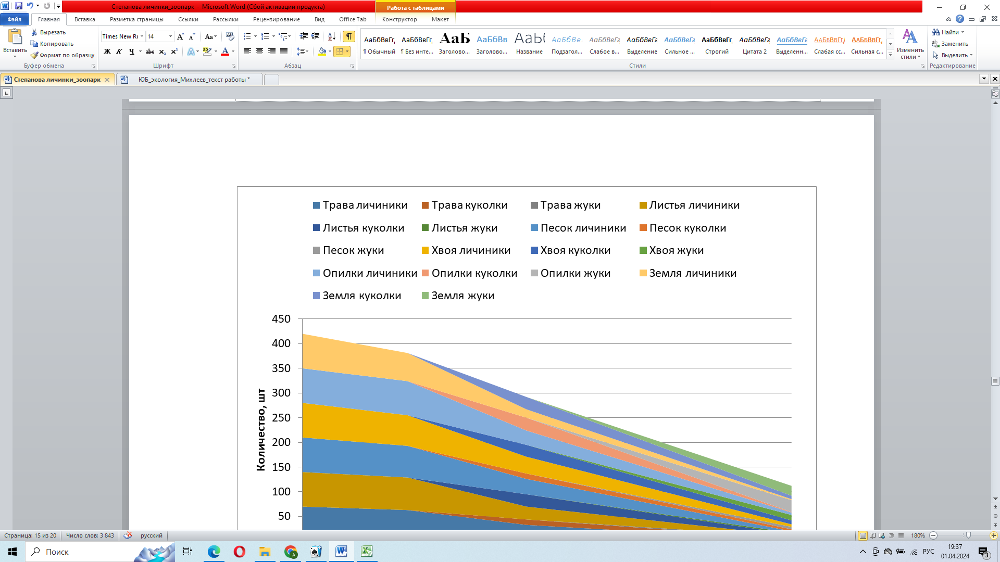 Степанова личинки_зоопарк - Microsoft Word (Сбой активации продукта)
Работа с таблицами
Файл Главная Вставка Разметка страницы Ссылки Рассылки Рецензирование Вид Office Tab Конструктор Макет
Вставить
Вырезать
Копировать
Формат по образцу
Буфер обмена
Times New Ro 14
Шрифт
Абзац
АаБбВвГг, АаБбВвГг, АаБ АаБбВв АаБ АаБбВвГ АаБбВвГг АаБбВвГг АаБбВвГг АаБбВвГг, АаБбВвГг АаБбВвГг АаБбВвГг, АаБбВвГг,
¶ Обычный ¶ Без инте... Заголово... Заголово... Название Подзагол... Слабое в... Выделение Сильное ... Строгий Цитата 2 Выделенн... Слабая сс... Сильная с...
Стили
Изменить стили
Найти
Заменить
Выделить
Редактирование
Степанова личинки_зоопарк ЮБ_экология_Михлеев_текст работы *
Трава личиники Трава куколки Трава жуки Листья личиники
Листья куколки Листья жуки Песок личиники Песок куколки
Песок жуки Хвоя личиники Хвоя куколки Хвоя жуки
Опилки личиники Опилки куколки Опилки жуки Земля личиники
Земля куколки Земля жуки
450
400
350
300
250
200
150
100
50
Количество, шт
Страница: 15 из 20 Число слов: 3 843 русский 180%
Поиск
РУС
19:37
01.04.2024
3